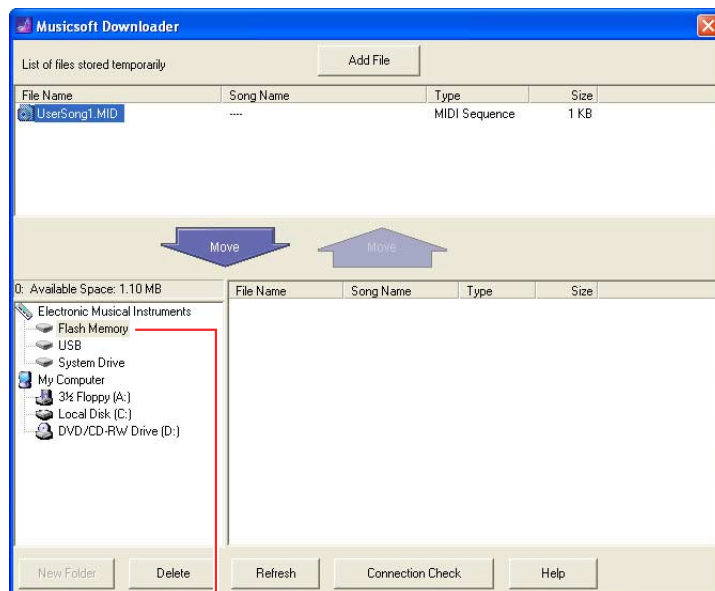 Musicsoft Downloader
List of files stored temporarily
Add File
File Name Song Name Type Size
UserSong1.MID ---- MIDI Sequence 1 KB
Move
Move
0: Available Space: 1.10 MB
Electronic Musical Instruments
Flash Memory
USB
System Drive
My Computer
3½ Floppy (A:)
Local Disk (C:)
DVD/CD-RW Drive (D:)
File Name Song Name Type Size
New Folder Delete Refresh Connection Check Help